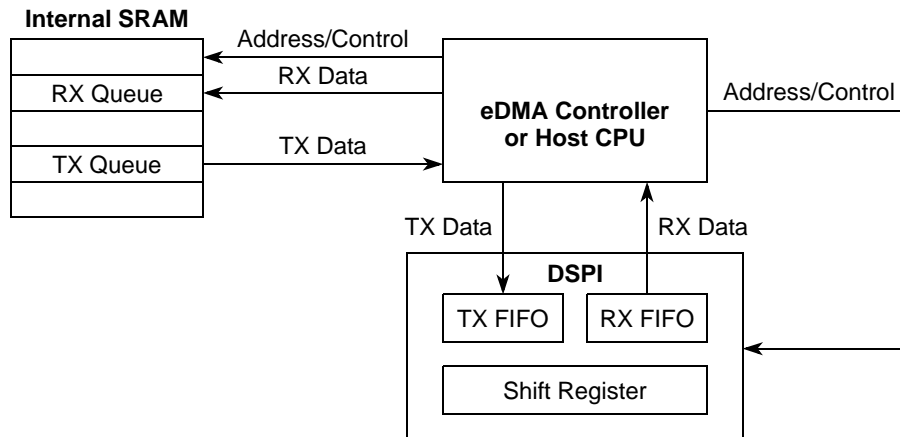 Internal SRAM
Address/Control
RX Data
RX Queue
TX Data
TX Queue
eDMA Controller
or Host CPU
Address/Control
TX Data
RX Data
DSPI
TX FIFO
RX FIFO
Shift Register